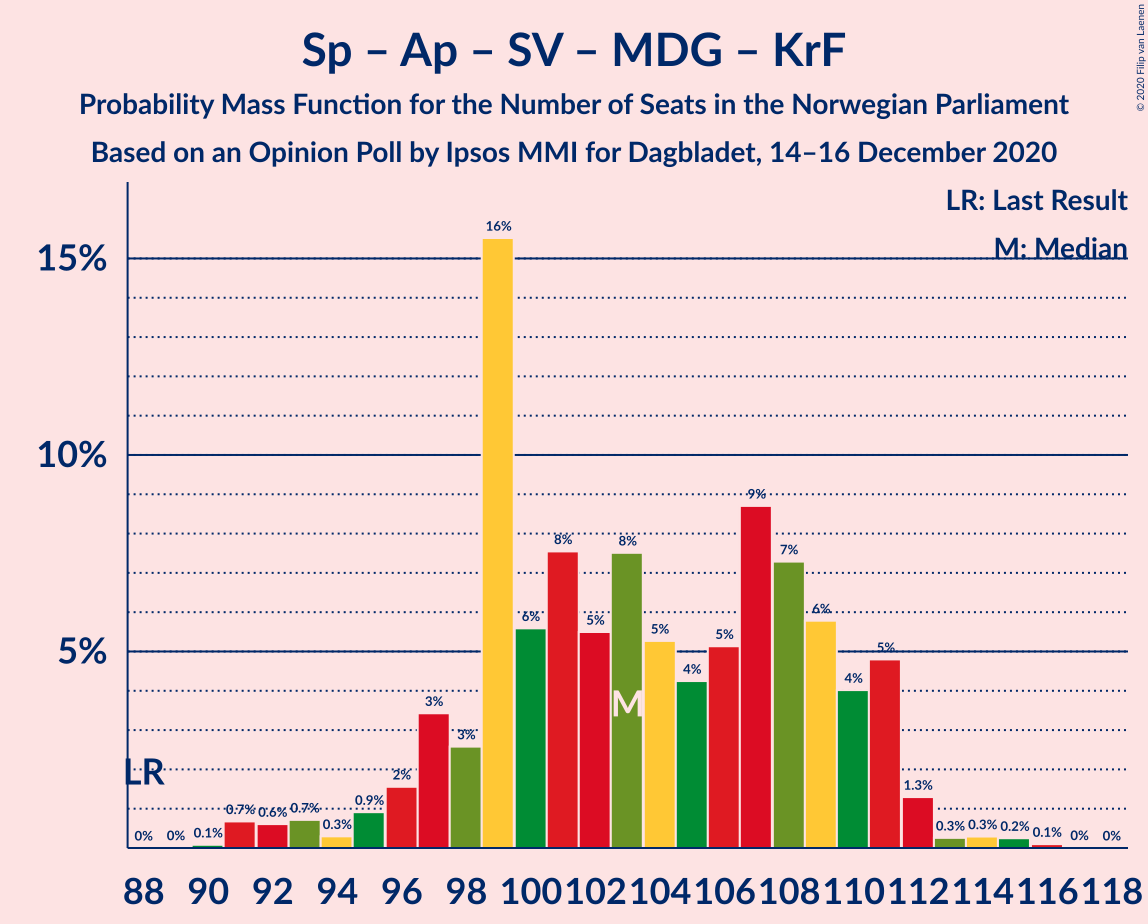 Sp – Ap – SV – MDG – KrF
Probability Mass Function for the Number of Seats in the Norwegian Parliament
Based on an Opinion Poll by Ipsos MMI for Dagbladet, 14–16 December 2020
© 2020 Filip van Laenen
LR: Last Result
M: Median
15%
10%
5%
LR
M
0% 0% 0.1% 0.7% 0.6% 0.7% 0.3% 0.9% 2% 3% 3% 16% 6% 8% 5% 8% 5% 4% 5% 9% 7% 6% 4% 5% 1.3% 0.3% 0.3% 0.2% 0.1% 0% 0%
88 90 92 94 96 98 100 102 104 106 108 110 112 114 116 118